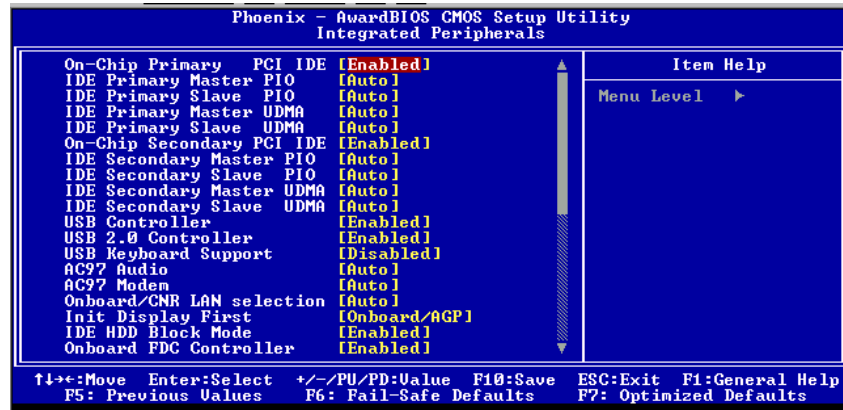 Phoenix - AwardBIOS CMOS Setup Utility
Integrated Peripherals
On-Chip Primary   PCI IDE [Enabled]
IDE Primary Master PIO    [Auto]
IDE Primary Slave  PIO    [Auto]
IDE Primary Master UDMA   [Auto]
IDE Primary Slave  UDMA   [Auto]
On-Chip Secondary PCI IDE [Enabled]
IDE Secondary Master PIO  [Auto]
IDE Secondary Slave  PIO  [Auto]
IDE Secondary Master UDMA [Auto]
IDE Secondary Slave  UDMA [Auto]
USB Controller            [Enabled]
USB 2.0 Controller        [Enabled]
USB Keyboard Support      [Disabled]
AC97 Audio                [Auto]
AC97 Modem                [Auto]
Onboard/CNR LAN selection [Auto]
Init Display First        [Onboard/AGP]
IDE HDD Block Mode        [Enabled]
Onboard FDC Controller    [Enabled]
Item Help
Menu Level ►
↑↓→←:Move  Enter:Select  +/-/PU/PD:Value  F10:Save  ESC:Exit  F1:General Help
F5: Previous Values  F6: Fail-Safe Defaults  F7: Optimized Defaults